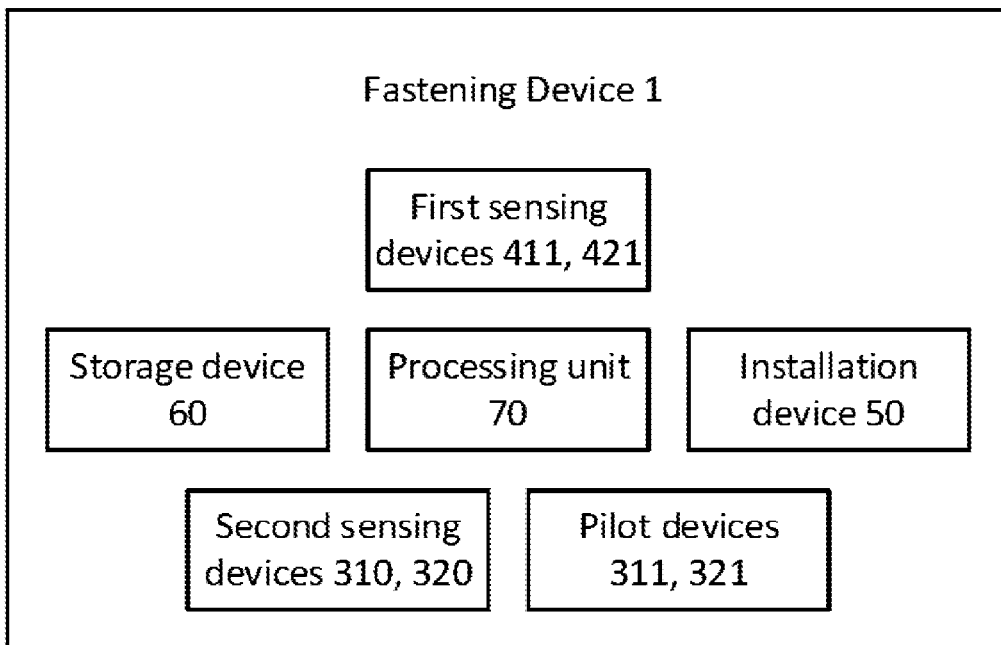 Fastening Device 1
First sensing
devices 411, 421
Storage device
60
Processing unit
70
Installation
device 50
Second sensing
devices 310, 320
Pilot devices
311, 321